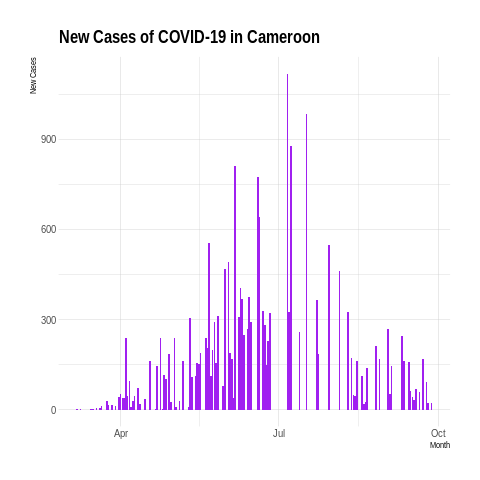 New Cases of COVID-19 in Cameroon
New Cases
900
600
300
0
Apr Jul Oct
Month